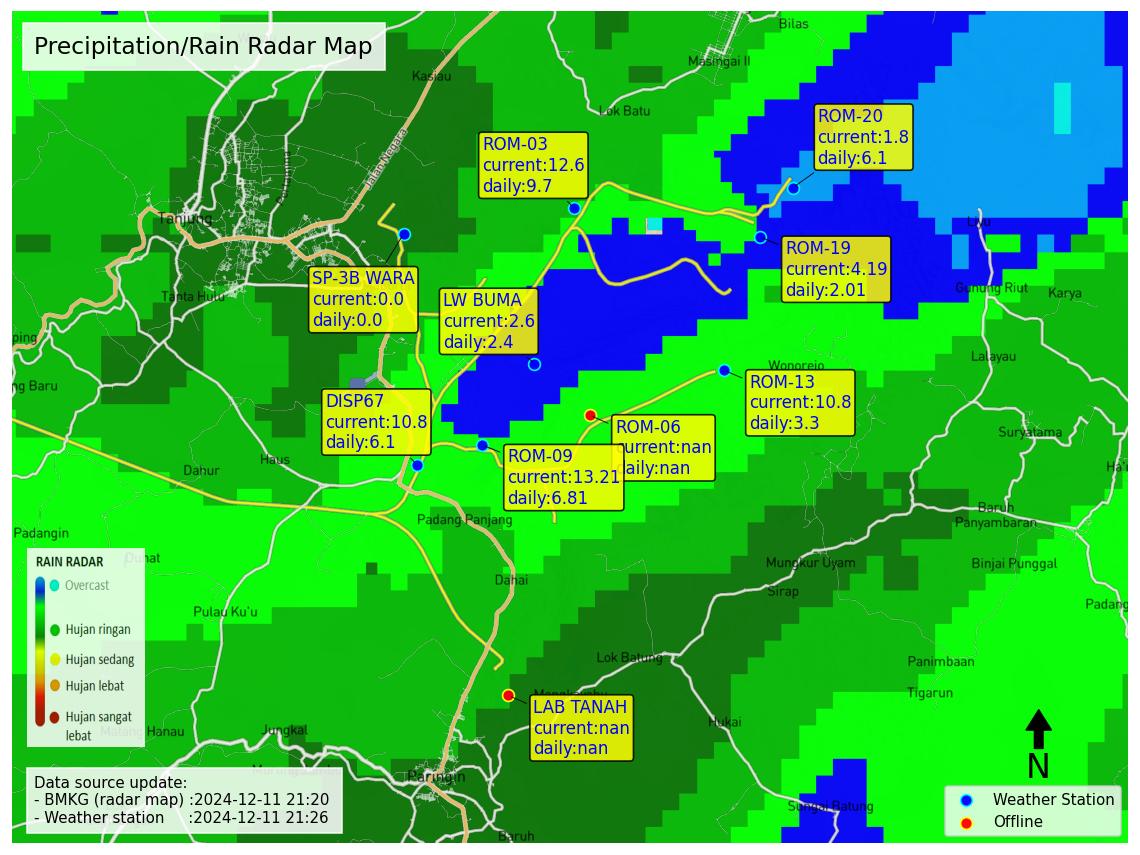 Precipitation/Rain Radar Map
Bilas
Masingai II
Kasiau
Lok Batu
Jalan Negara
ROM-20
current:1.8
daily:6.1
ROM-03
current:12.6
daily:9.7
Tanjung
Liyu
ROM-19
current:4.19
daily:2.01
SP-3B WARA
current:0.0
daily:0.0
LW BUMA
current:2.6
daily:2.4
Tanta Hulu
Gunung Riut
Karya
ping
Lalayau
Wonorejo
ng Baru
ROM-13
current:10.8
daily:3.3
DISP67
current:10.8
daily:6.1
ROM-06
current:nan
daily:nan
Suryatama
ROM-09
current:13.21
daily:6.81
Haus
Dahur
Ha'u
Baruh
Panyambaran
Padang Panjang
Padangin
Duhat
Mungkur Uyam
Binjai Punggal
Dahai
Sirap
Padang
Pulau Ku`u
RAIN RADAR
Overcast
Hujan ringan
Hujan sedang
Hujan lebat
Hujan sangat
lebat
Lok Batung
Panimbaan
Tigarun
LAB TANAH
current:nan
daily:nan
Hukai
Manau
Jungkal
Paringin
Data source update:
- BMKG (radar map) :2024-12-11 21:20
- Weather station :2024-12-11 21:26
N
Weather Station
Offline
Sungai Batung
Baruh